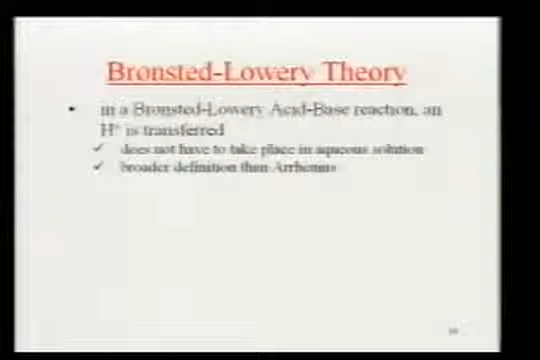 Bronsted-Lowery Theory
• in a Bronsted-Lowery Acid-Base reaction, an
H⁺ is transferred
✓ does not have to take place in aqueous solution
✓ broader definition than Arrhenius